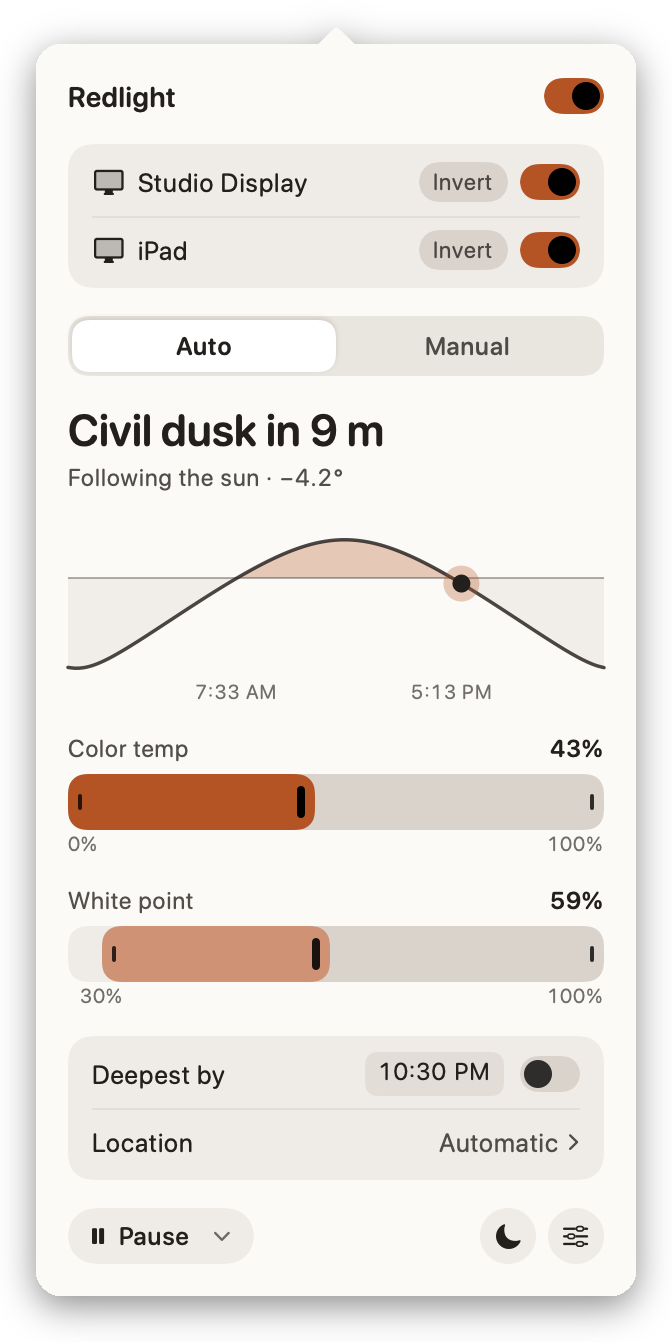 Redlight
Studio Display Invert
iPad Invert
Auto Manual
Civil dusk in 9 m
Following the sun · −4.2°
7:33 AM 5:13 PM
Color temp 43%
0% 100%
White point 59%
30% 100%
Deepest by 10:30 PM
Location Automatic
Pause